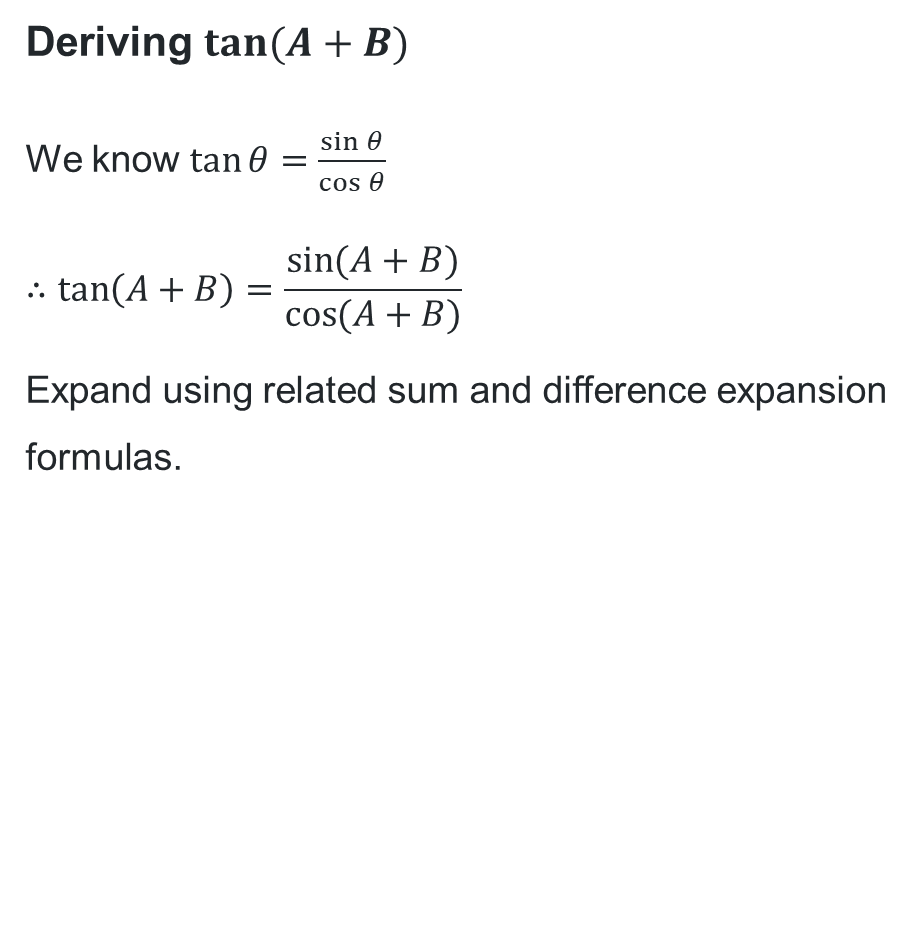 Deriving tan(A + B)
We know tan θ = sin θ / cos θ
∴ tan(A + B) = sin(A + B) / cos(A + B)
Expand using related sum and difference expansion
formulas.